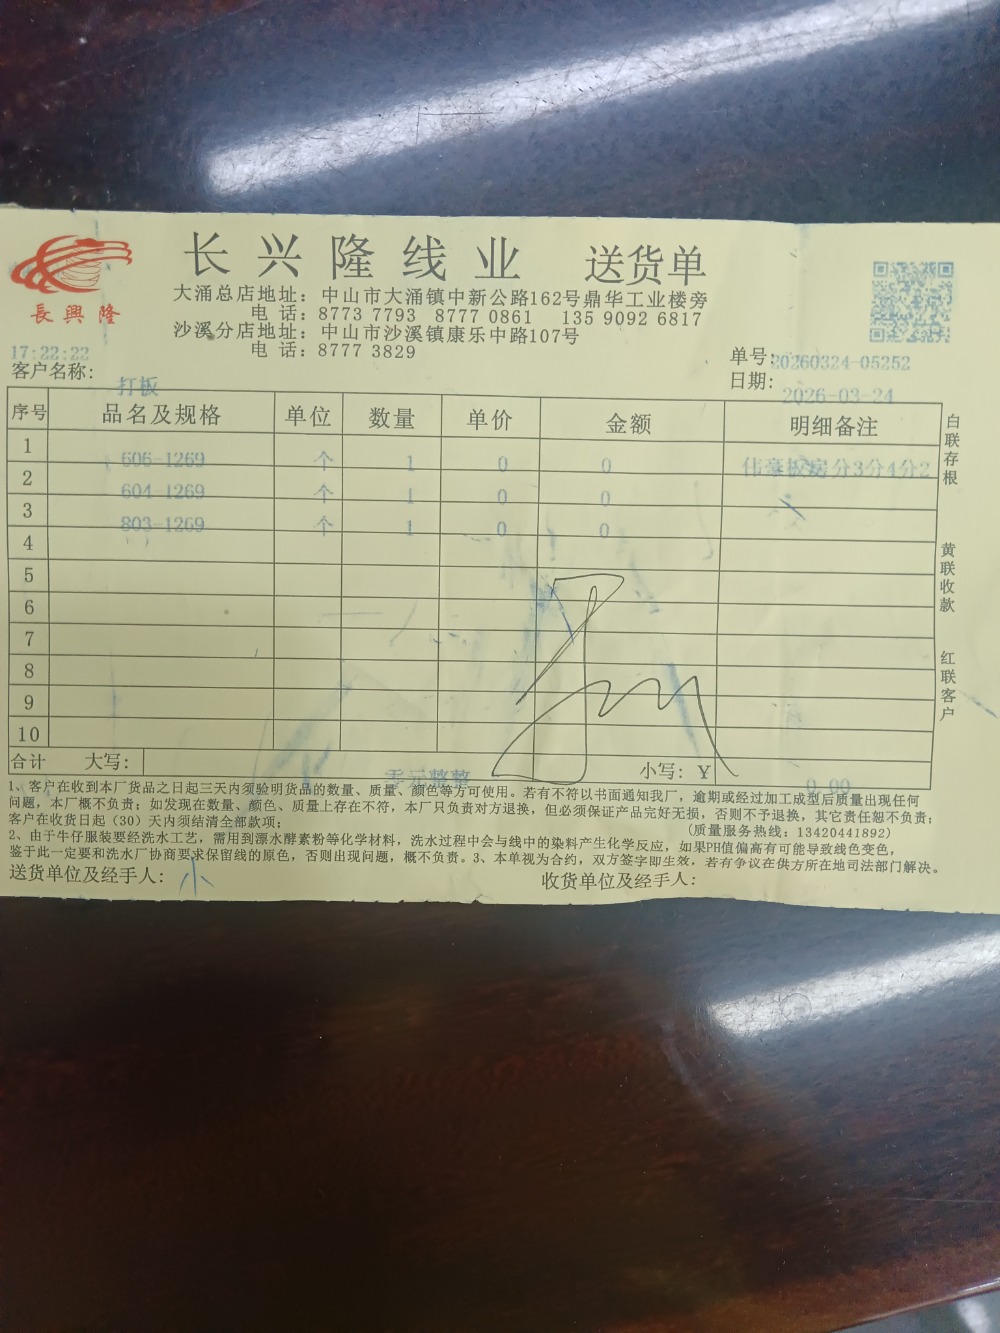 长兴隆线业 送货单
長興隆
大涌总店地址：中山市大涌镇中新公路162号鼎华工业楼旁
电 话：8773 7793 8777 0861 135 9092 6817
沙溪分店地址：中山市沙溪镇康乐中路107号
电 话：8777 3829
17:22:22
单号：20260324-05252
客户名称：打板
日期：2026-03-24
序号 品名及规格 单位 数量 单价 金额 明细备注
1 606-1269 个 1 0 0 伟豪板房分3分4分2
2 604-1269 个 1 0 0
3 803-1269 个 1 0 0
4
5
6
7
8
9
10
合计 大写： 零元整整 小写：￥ 0.00
白联存根
黄联收款
红联客户
1、客户在收到本厂货品之日起三天内须验明货品的数量、质量、颜色等方可使用。若有不符以书面通知我厂，逾期或经过加工成型后质量出现任何
问题，本厂概不负责；如发现在数量、颜色、质量上存在不符，本厂只负责对方退换，但必须保证产品完好无损，否则不予退换，其它责任恕不负责；
客户在收货日起（30）天内须结清全部款项； （质量服务热线：13420441892）
2、由于牛仔服装要经洗水工艺，需用到漂水酵素粉等化学材料，洗水过程中会与线中的染料产生化学反应，如果PH值偏高有可能导致线色变色，
鉴于此一定要和洗水厂协商要求保留线的原色，否则出现问题，概不负责。3、本单视为合约，双方签字即生效，若有争议在供方所在地司法部门解决。
送货单位及经手人：小
收货单位及经手人：